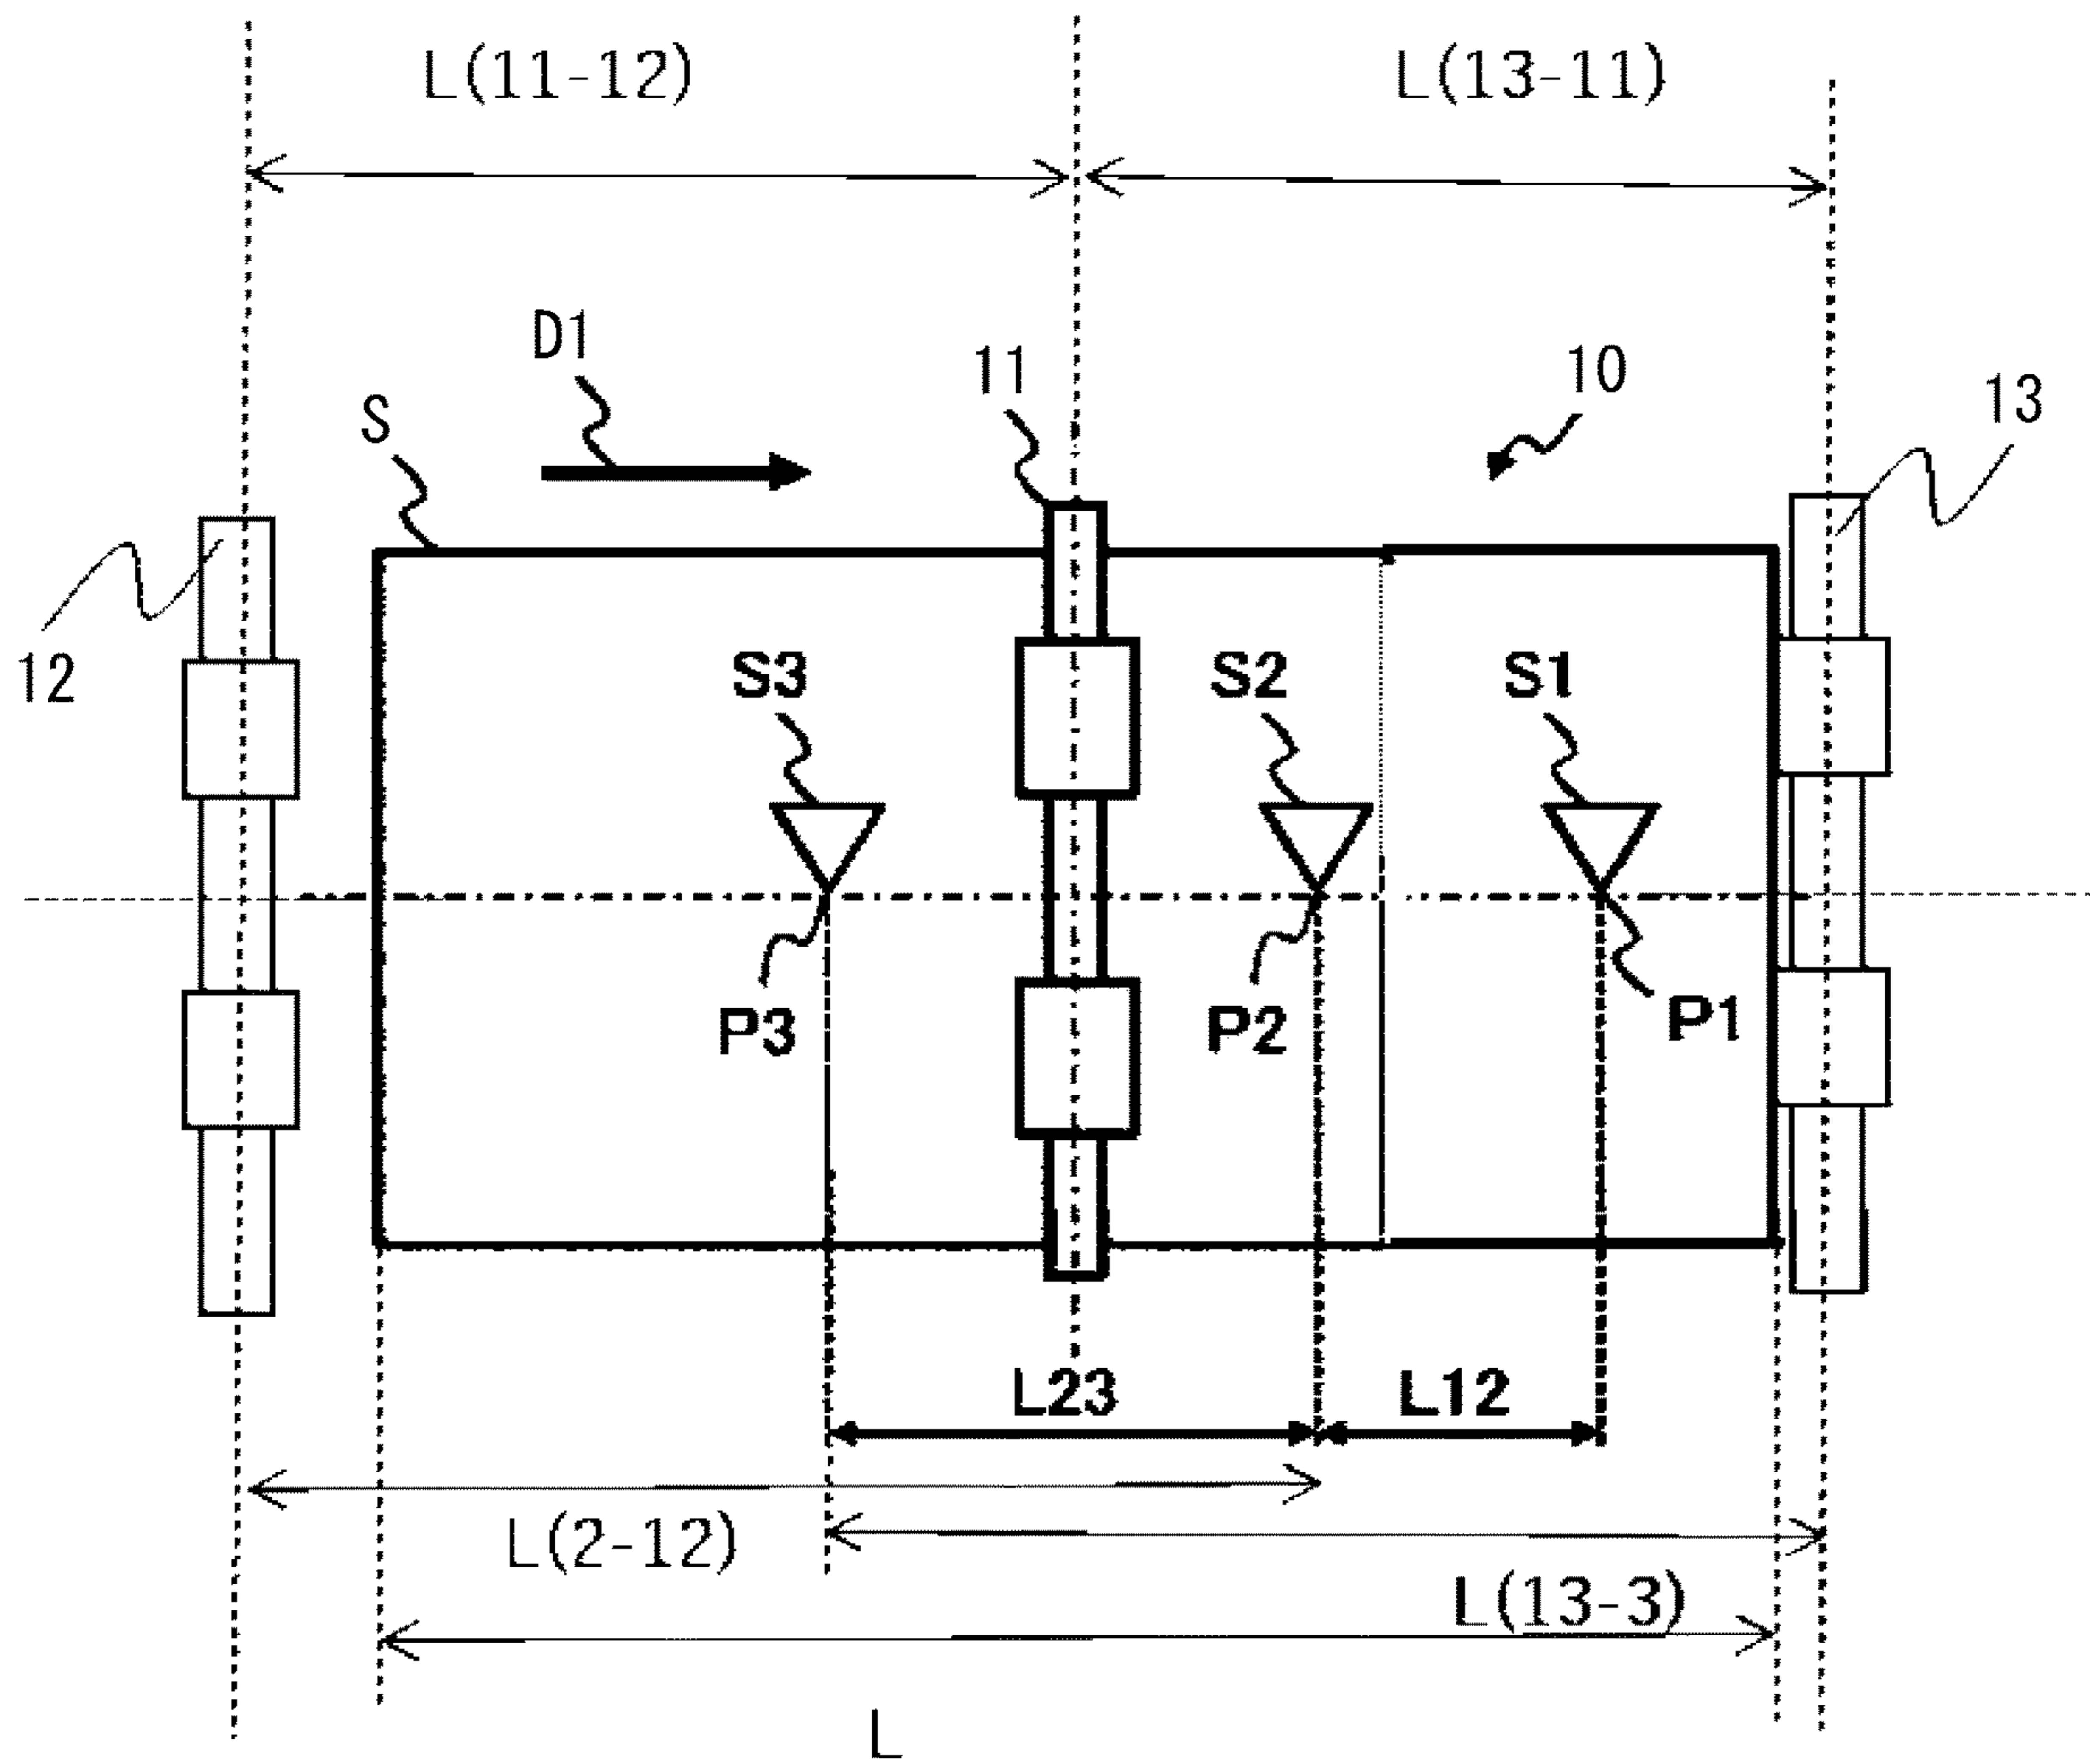 L(11-12)
L(13-11)
D1
11
10
13
S
12
S3
S2
S1
P3
P2
P1
L23
L12
L(2-12)
L(13-3)
L